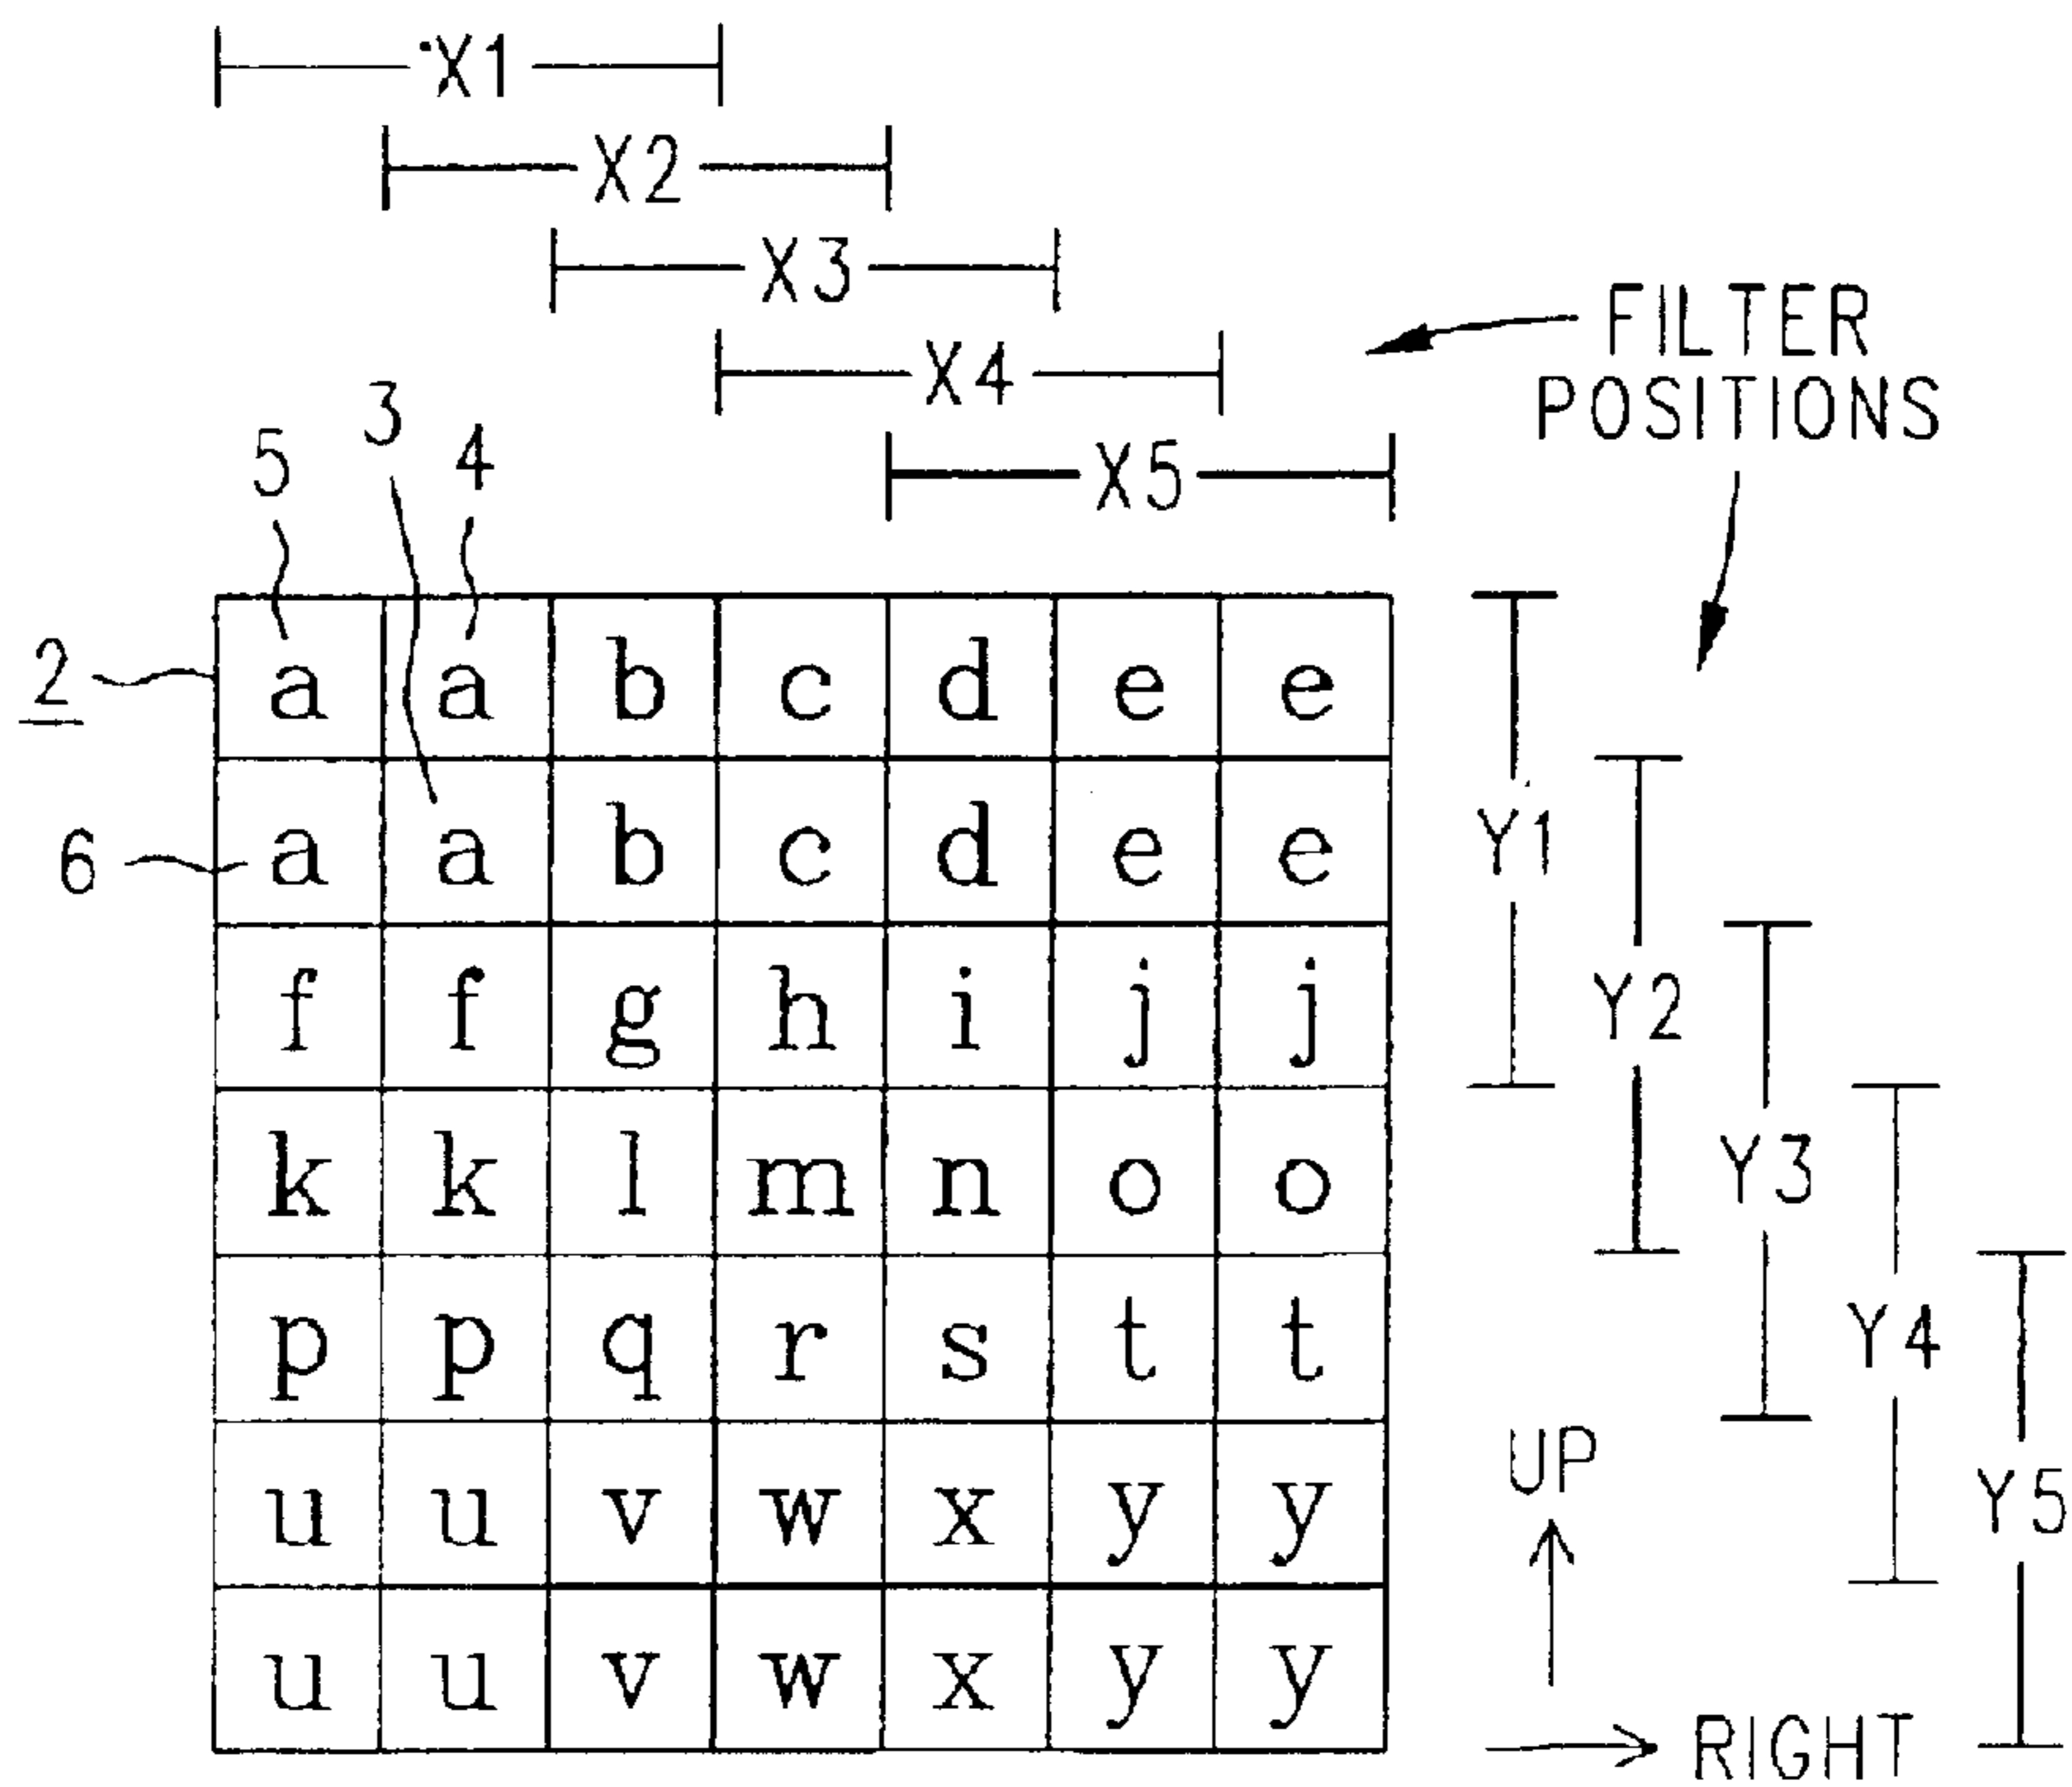 X1
X2
X3
X4
X5
FILTER
POSITIONS
5 3 4
2
6
a a b c d e e
a a b c d e e
f f g h i j j
k k l m n o o
p p q r s t t
u u v w x y y
u u v w x y y
Y1
Y2
Y3
Y4
Y5
UP
RIGHT